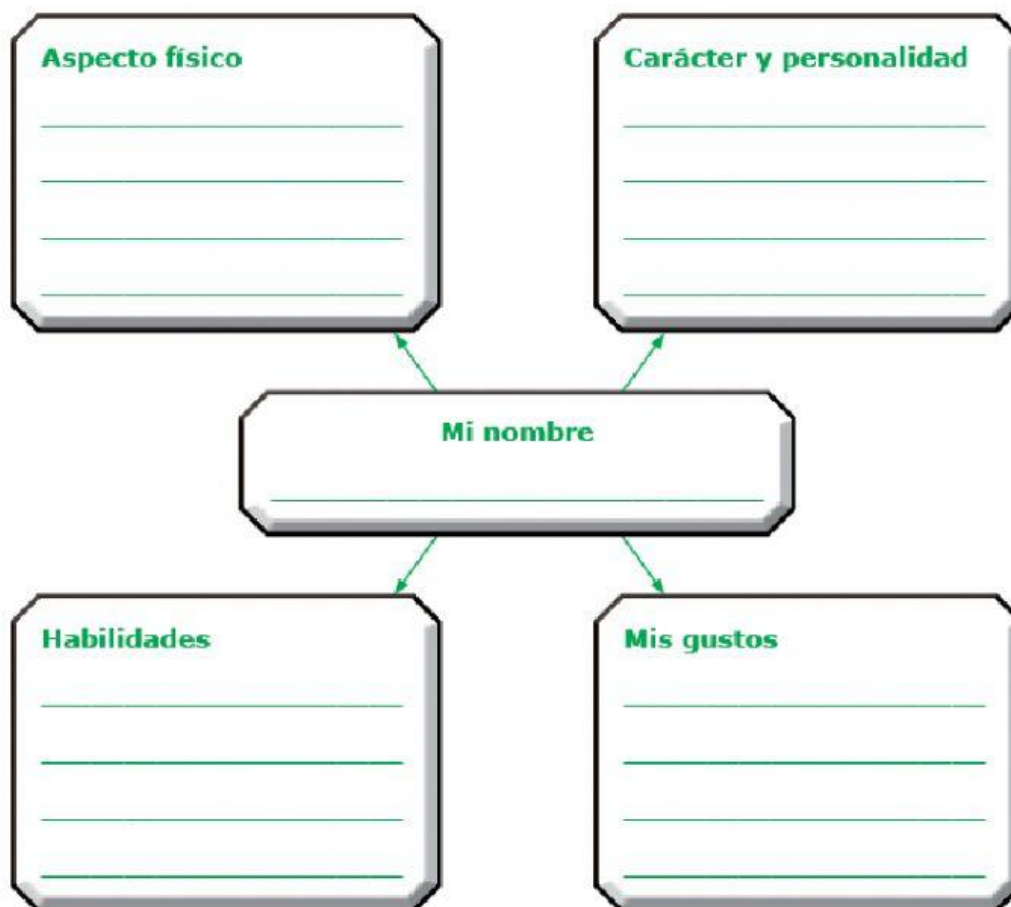 Aspecto físico
Carácter y personalidad
Mi nombre
Habilidades
Mis gustos